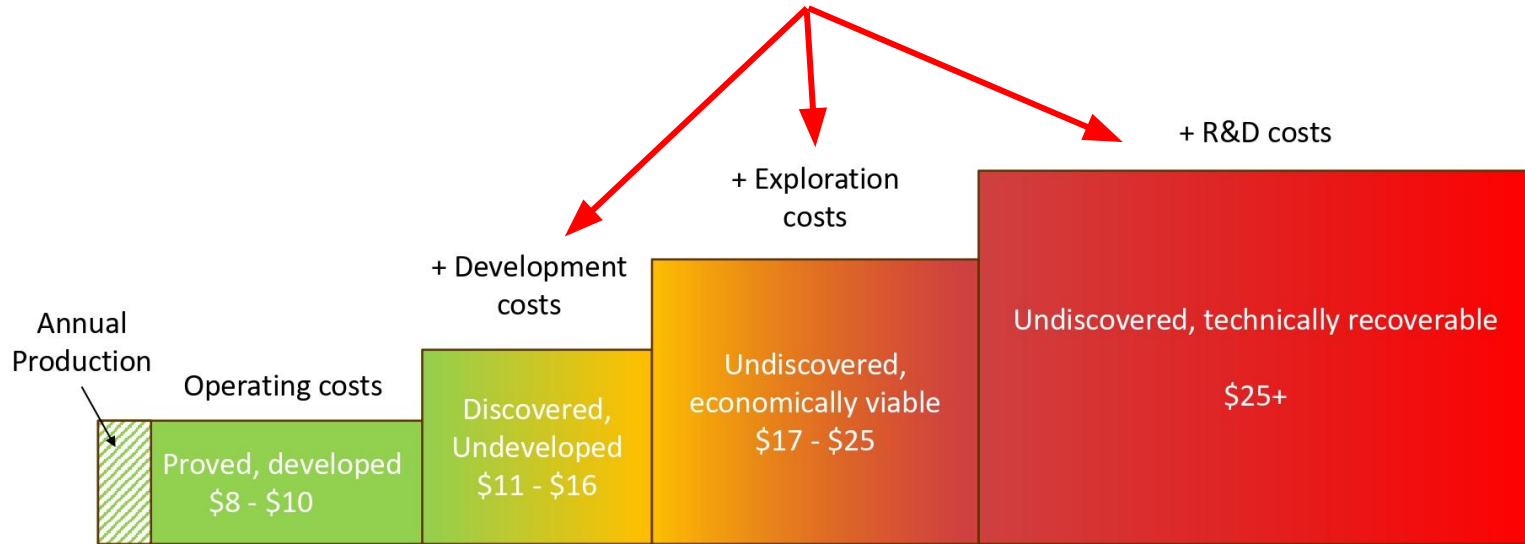 + R&D costs
+ Exploration
costs
+ Development
costs
Annual
Production
Operating costs
Proved, developed
$8 - $10
Discovered,
Undeveloped
$11 - $16
Undiscovered,
economically viable
$17 - $25
Undiscovered, technically recoverable
$25+